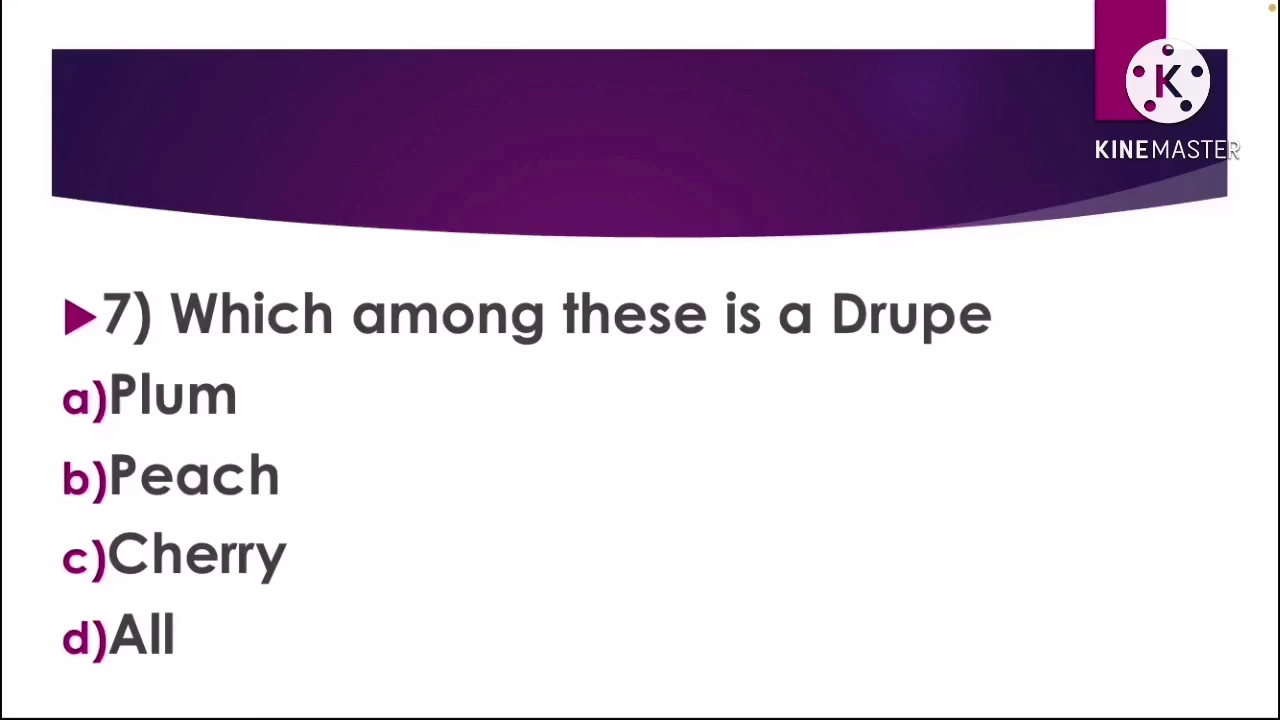 K
KINEMASTER
7) Which among these is a Drupe
a)Plum
b)Peach
c)Cherry
d)All